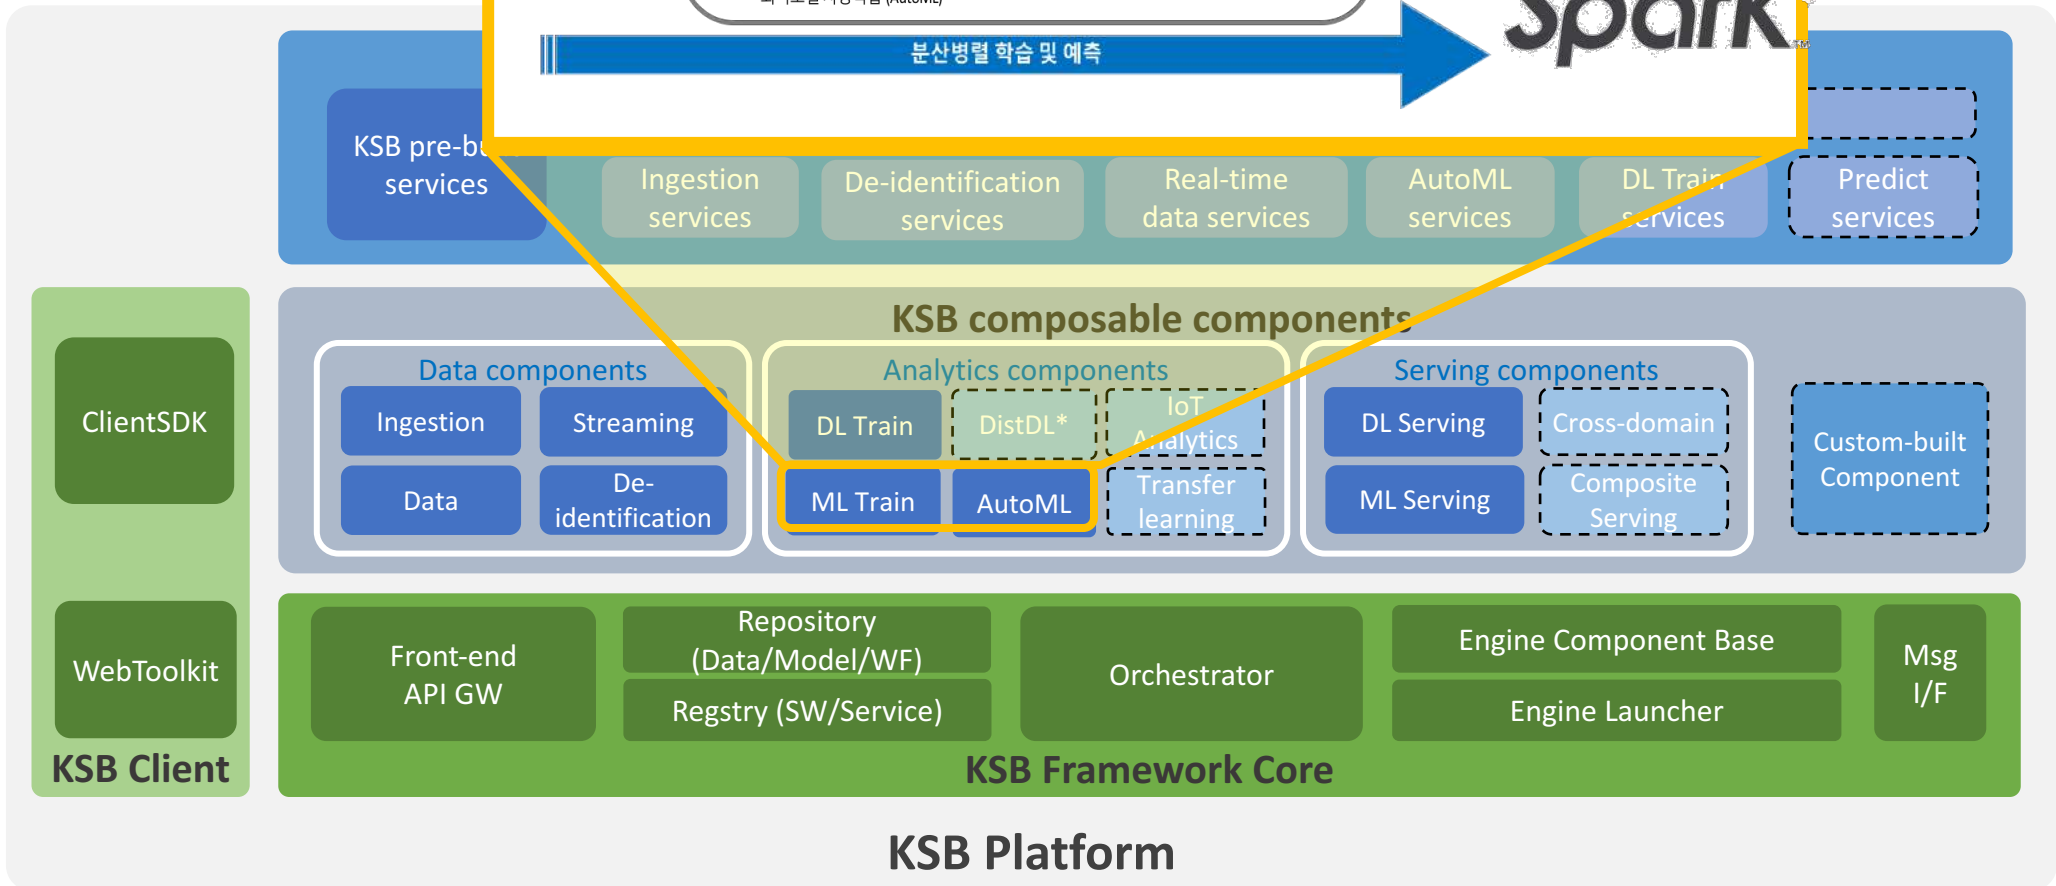 (AutoML)
Spark
TM
분산병렬 학습 및 예측
KSB pre-bu
services
Ingestion
services
De-identification
services
Real-time
data services
AutoML
services
DL Train
services
Predict
services
KSB composable components
Data components
Ingestion
Streaming
Data
De-
identification
Analytics components
DL Train
DistDL*
IoT
Analytics
ML Train
AutoML
Transfer
learning
Serving components
DL Serving
Cross-domain
ML Serving
Composite
Serving
Custom-built
Component
ClientSDK
WebToolkit
KSB Client
Front-end
API GW
Repository
(Data/Model/WF)
Regstry (SW/Service)
Orchestrator
Engine Component Base
Engine Launcher
Msg
I/F
KSB Framework Core
KSB Platform